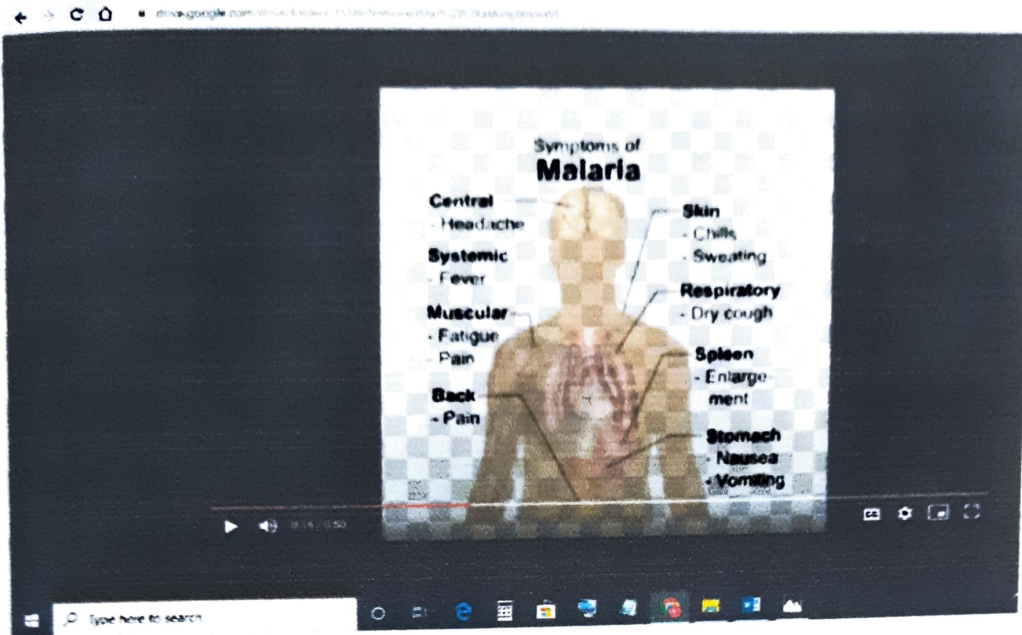 Symptoms of
Malaria
Central
- Headache
Systemic
- Fever
Muscular
- Fatigue
- Pain
Back
- Pain
Skin
- Chills
- Sweating
Respiratory
- Dry cough
Spleen
- Enlarge-
ment
Stomach
- Nausea
- Vomiting
CC
Type here to search